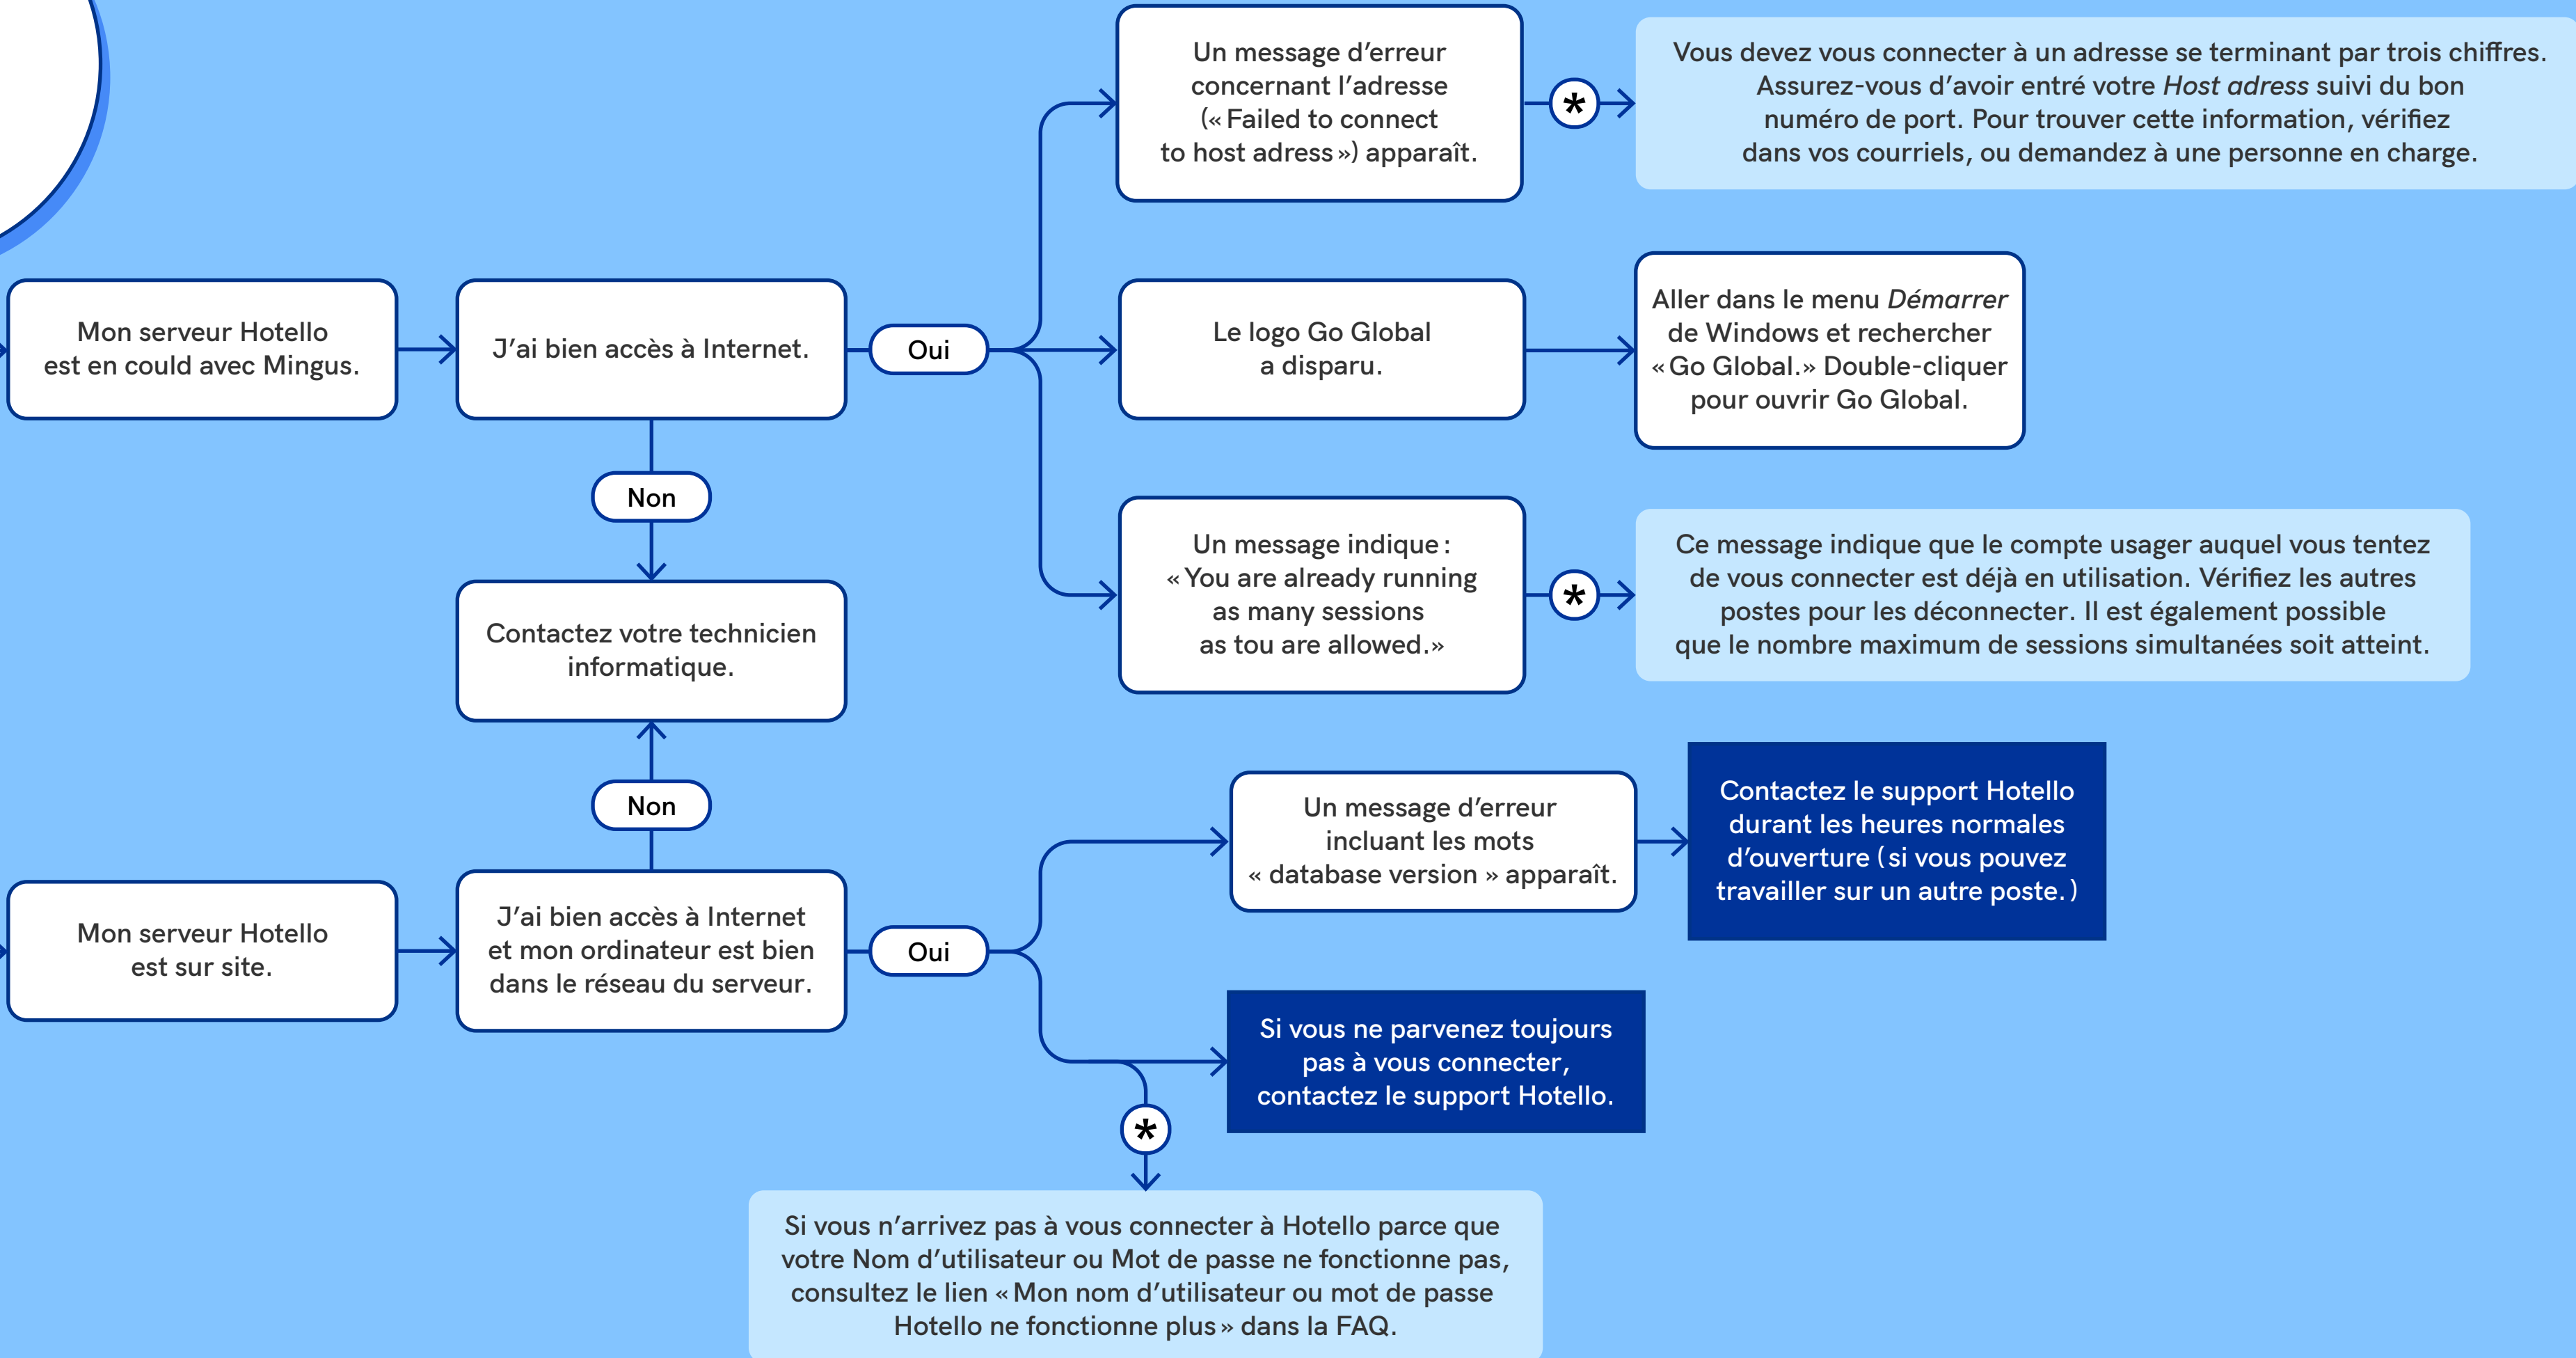 Un message d’erreur
concernant l’adresse
(« Failed to connect
to host adress ») apparaît.
*
Vous devez vous connecter à un adresse se terminant par trois chiffres.
Assurez-vous d’avoir entré votre Host adress suivi du bon
numéro de port. Pour trouver cette information, vérifiez
dans vos courriels, ou demandez à une personne en charge.
Mon serveur Hotello
est en could avec Mingus.
J’ai bien accès à Internet.
Oui
Le logo Go Global
a disparu.
Aller dans le menu Démarrer
de Windows et rechercher
« Go Global.» Double-cliquer
pour ouvrir Go Global.
Non
Un message indique :
« You are already running
as many sessions
as tou are allowed.»
*
Ce message indique que le compte usager auquel vous tentez
de vous connecter est déjà en utilisation. Vérifiez les autres
postes pour les déconnecter. Il est également possible
que le nombre maximum de sessions simultanées soit atteint.
Contactez votre technicien
informatique.
Non
Mon serveur Hotello
est sur site.
J’ai bien accès à Internet
et mon ordinateur est bien
dans le réseau du serveur.
Oui
Un message d’erreur
incluant les mots
« database version » apparaît.
Contactez le support Hotello
durant les heures normales
d’ouverture (si vous pouvez
travailler sur un autre poste.)
Si vous ne parvenez toujours
pas à vous connecter,
contactez le support Hotello.
*
Si vous n’arrivez pas à vous connecter à Hotello parce que
votre Nom d’utilisateur ou Mot de passe ne fonctionne pas,
consultez le lien « Mon nom d’utilisateur ou mot de passe
Hotello ne fonctionne plus » dans la FAQ.